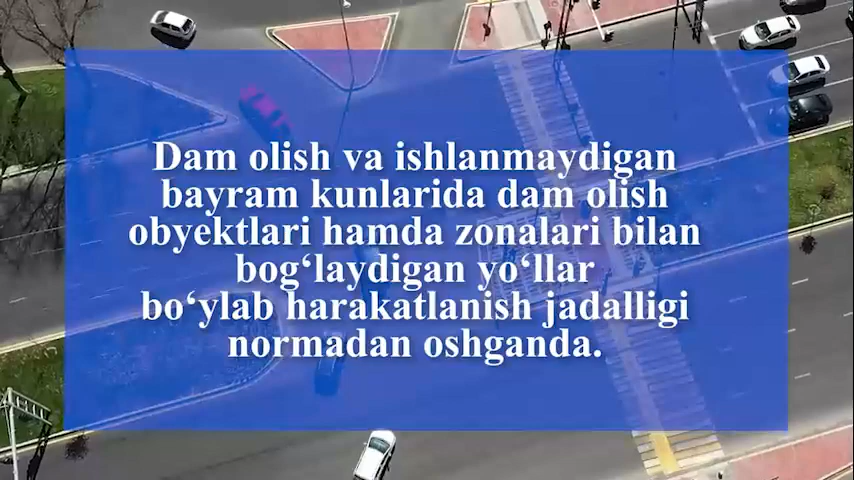 Dam olish va ishlanmaydigan
bayram kunlarida dam olish
obyektlari hamda zonalari bilan
bog‘laydigan yo‘llar
bo‘ylab harakatlanish jadalligi
normadan oshganda.